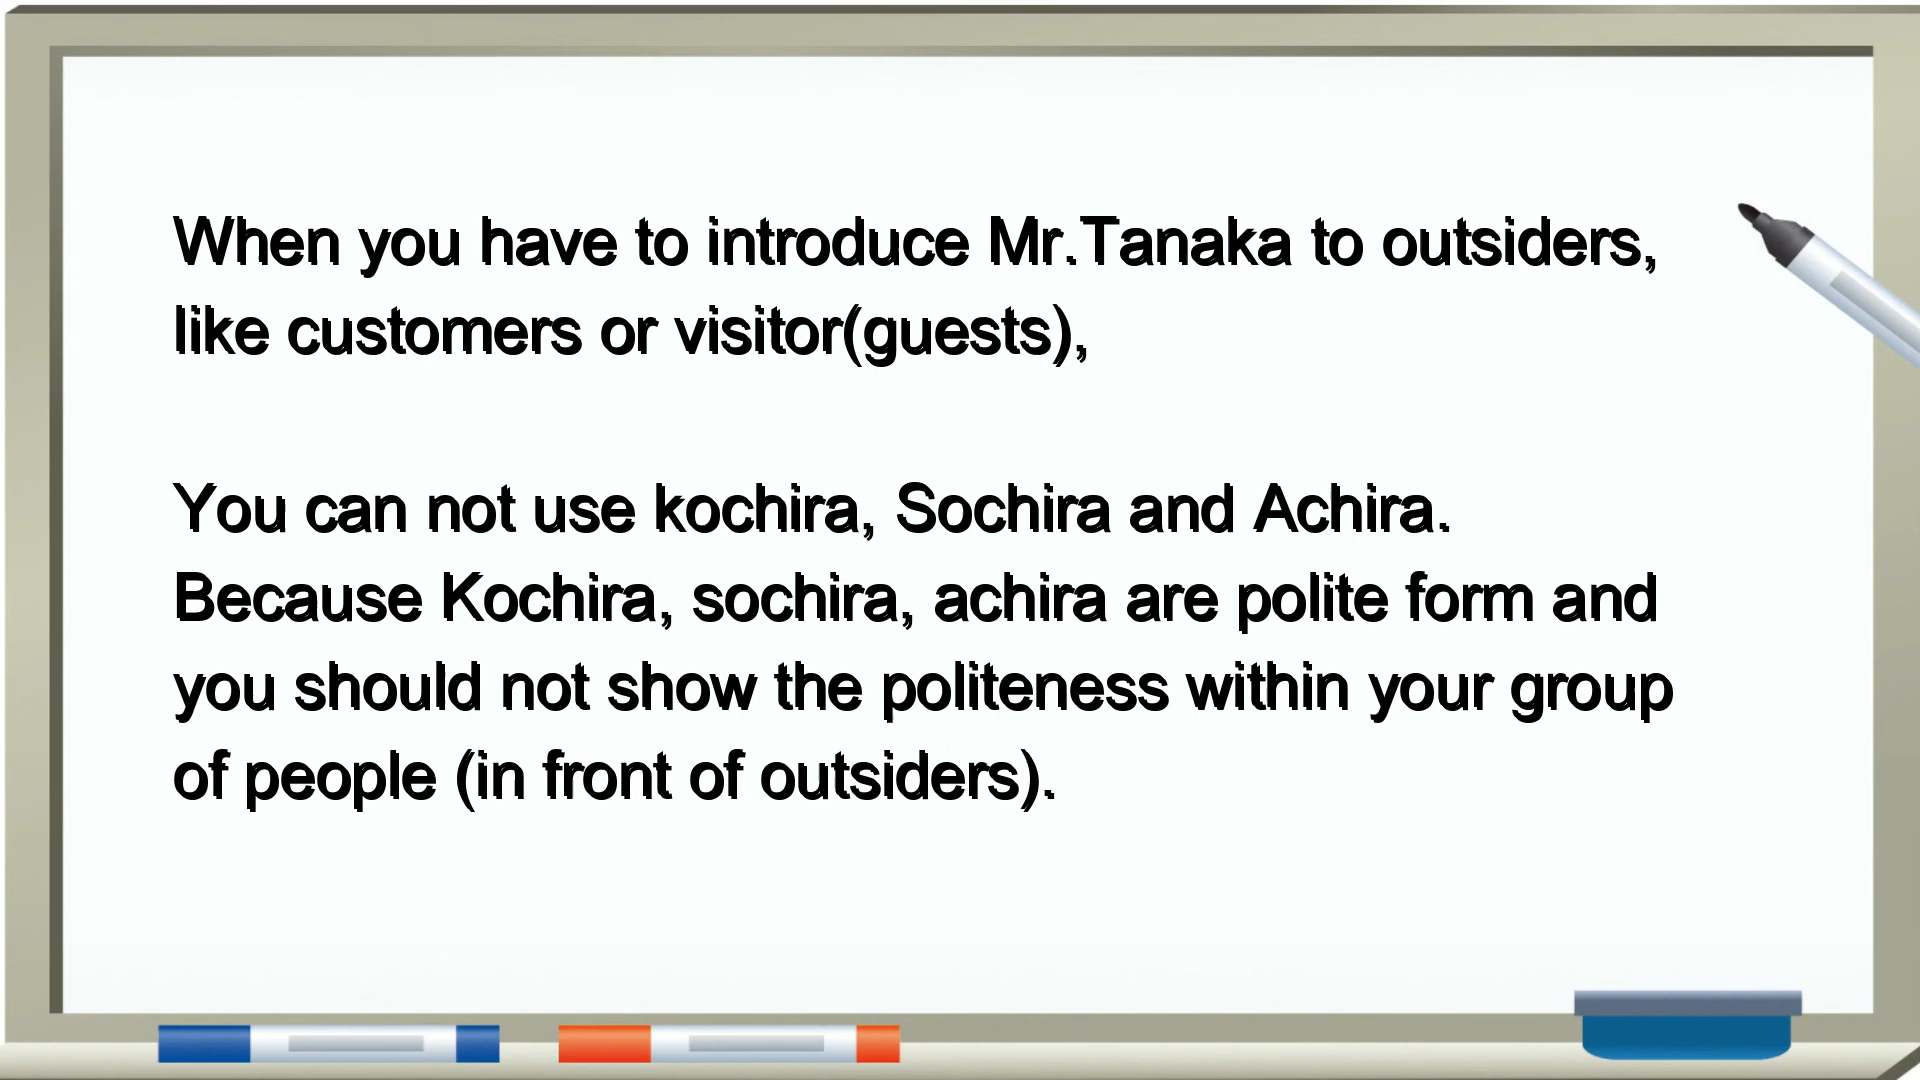 When you have to introduce Mr.Tanaka to outsiders,
like customers or visitor(guests),
You can not use kochira, Sochira and Achira.
Because Kochira, sochira, achira are polite form and
you should not show the politeness within your group
of people (in front of outsiders).